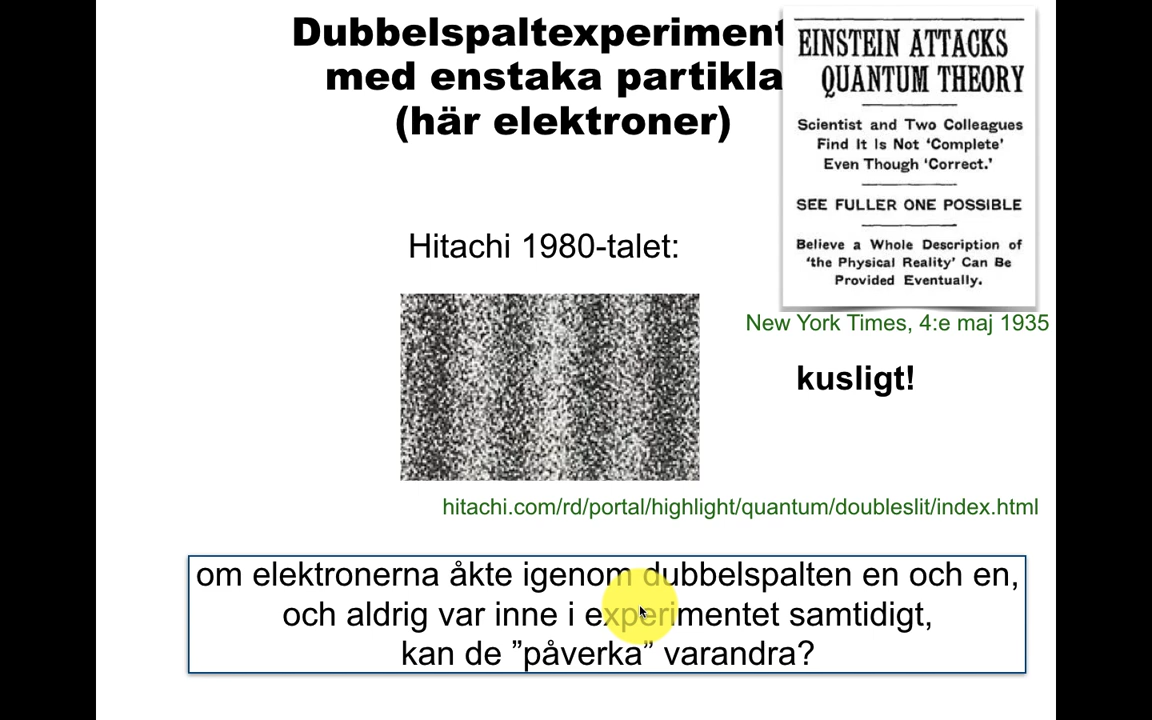 Dubbelspaltexperiment
med enstaka partikla
(här elektroner)
EINSTEIN ATTACKS
QUANTUM THEORY
Scientist and Two Colleagues
Find It Is Not ‘Complete’
Even Though ‘Correct.’
SEE FULLER ONE POSSIBLE
Believe a Whole Description of
‘the Physical Reality’ Can Be
Provided Eventually.
New York Times, 4:e maj 1935
Hitachi 1980-talet:
kusligt!
hitachi.com/rd/portal/highlight/quantum/doubleslit/index.html
om elektronerna åkte igenom dubbelspalten en och en,
och aldrig var inne i experimentet samtidigt,
kan de ”påverka” varandra?